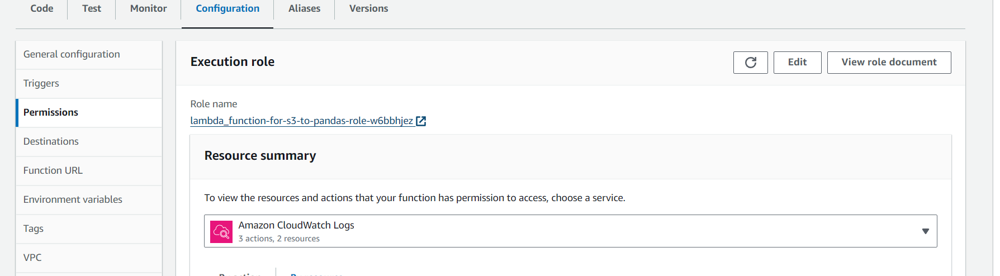 Code Test Monitor Configuration Aliases Versions
General configuration
Triggers
Permissions
Destinations
Function URL
Environment variables
Tags
VPC
Execution role
Edit
View role document
Role name
lambda_function-for-s3-to-pandas-role-w6bbhjez
Resource summary
To view the resources and actions that your function has permission to access, choose a service.
Amazon CloudWatch Logs
3 actions, 2 resources